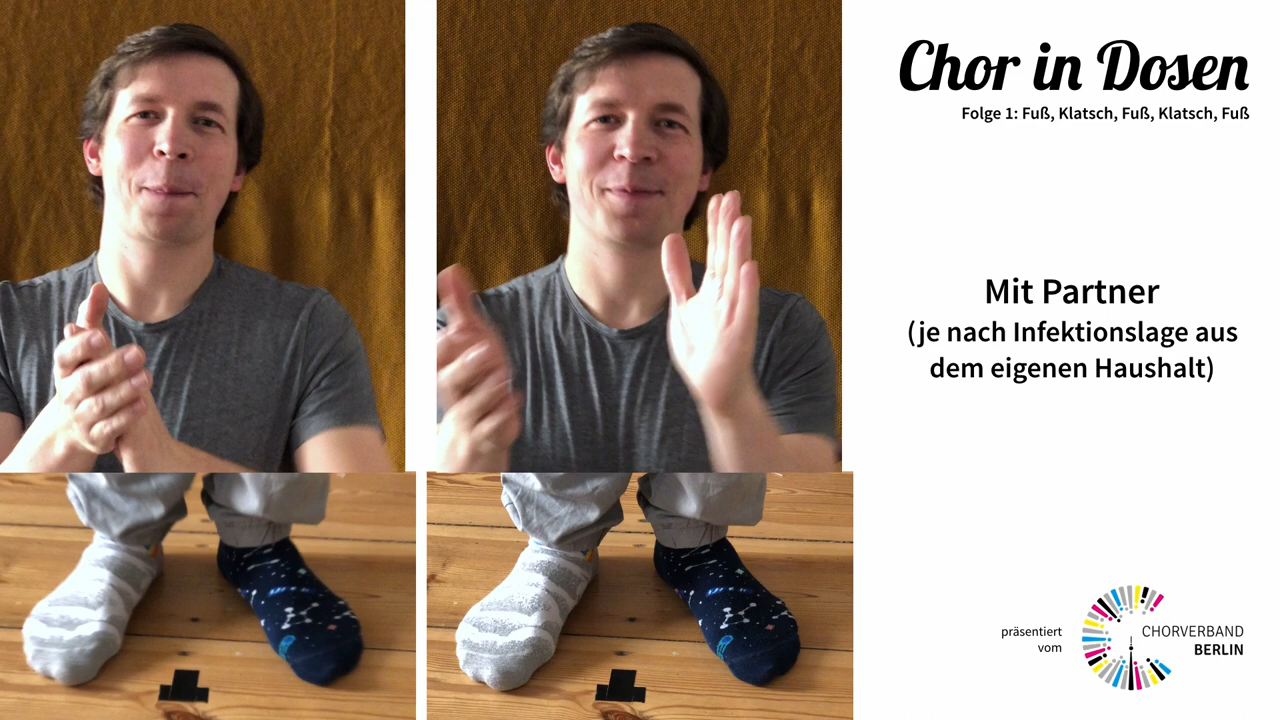 Chor in Dosen
Folge 1: Fuß, Klatsch, Fuß, Klatsch, Fuß
Mit Partner
(je nach Infektionslage aus
dem eigenen Haushalt)
präsentiert
vom
CHORVERBAND
BERLIN